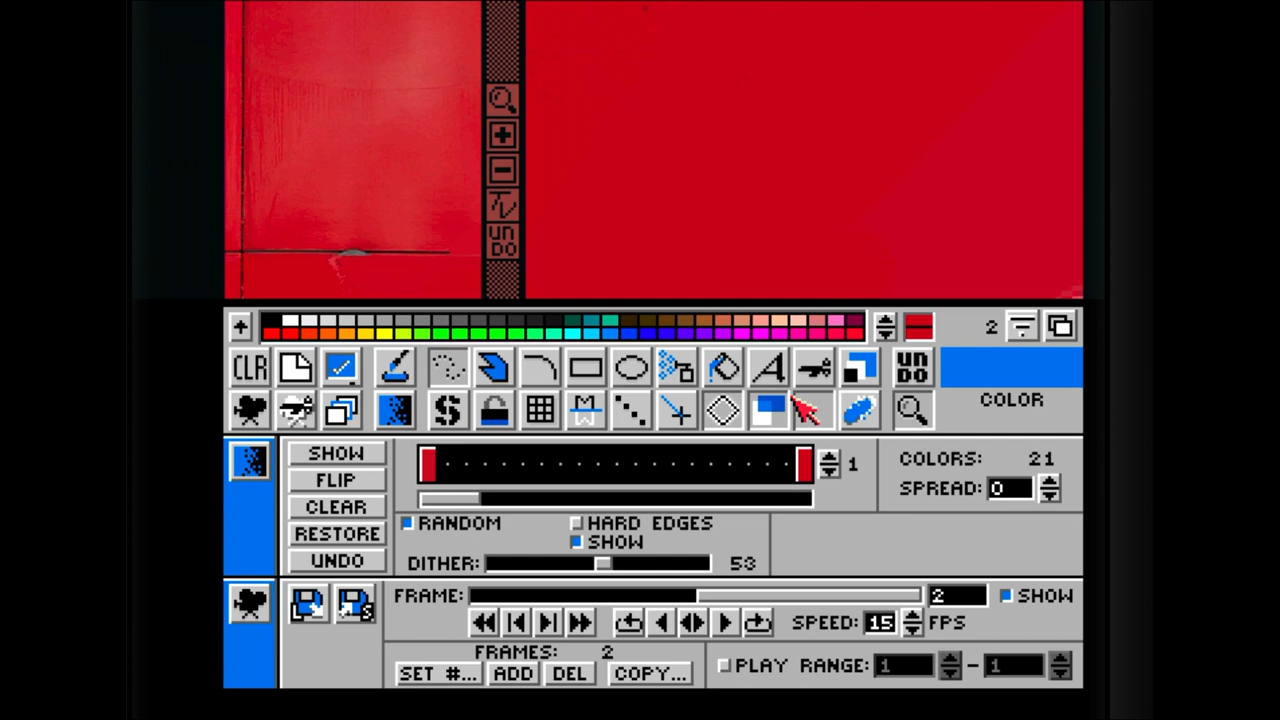 TV
UN
DO
2
CLR
A
UN
DO
$
M
COLOR
SHOW
FLIP
CLEAR
RESTORE
UNDO
1
COLORS: 21
SPREAD: 0
RANDOM
HARD EDGES
SHOW
DITHER: 53
FRAME: 2 SHOW
SPEED: 15 FPS
FRAMES: 2
SET #... ADD DEL COPY...
PLAY RANGE: 1 - 1